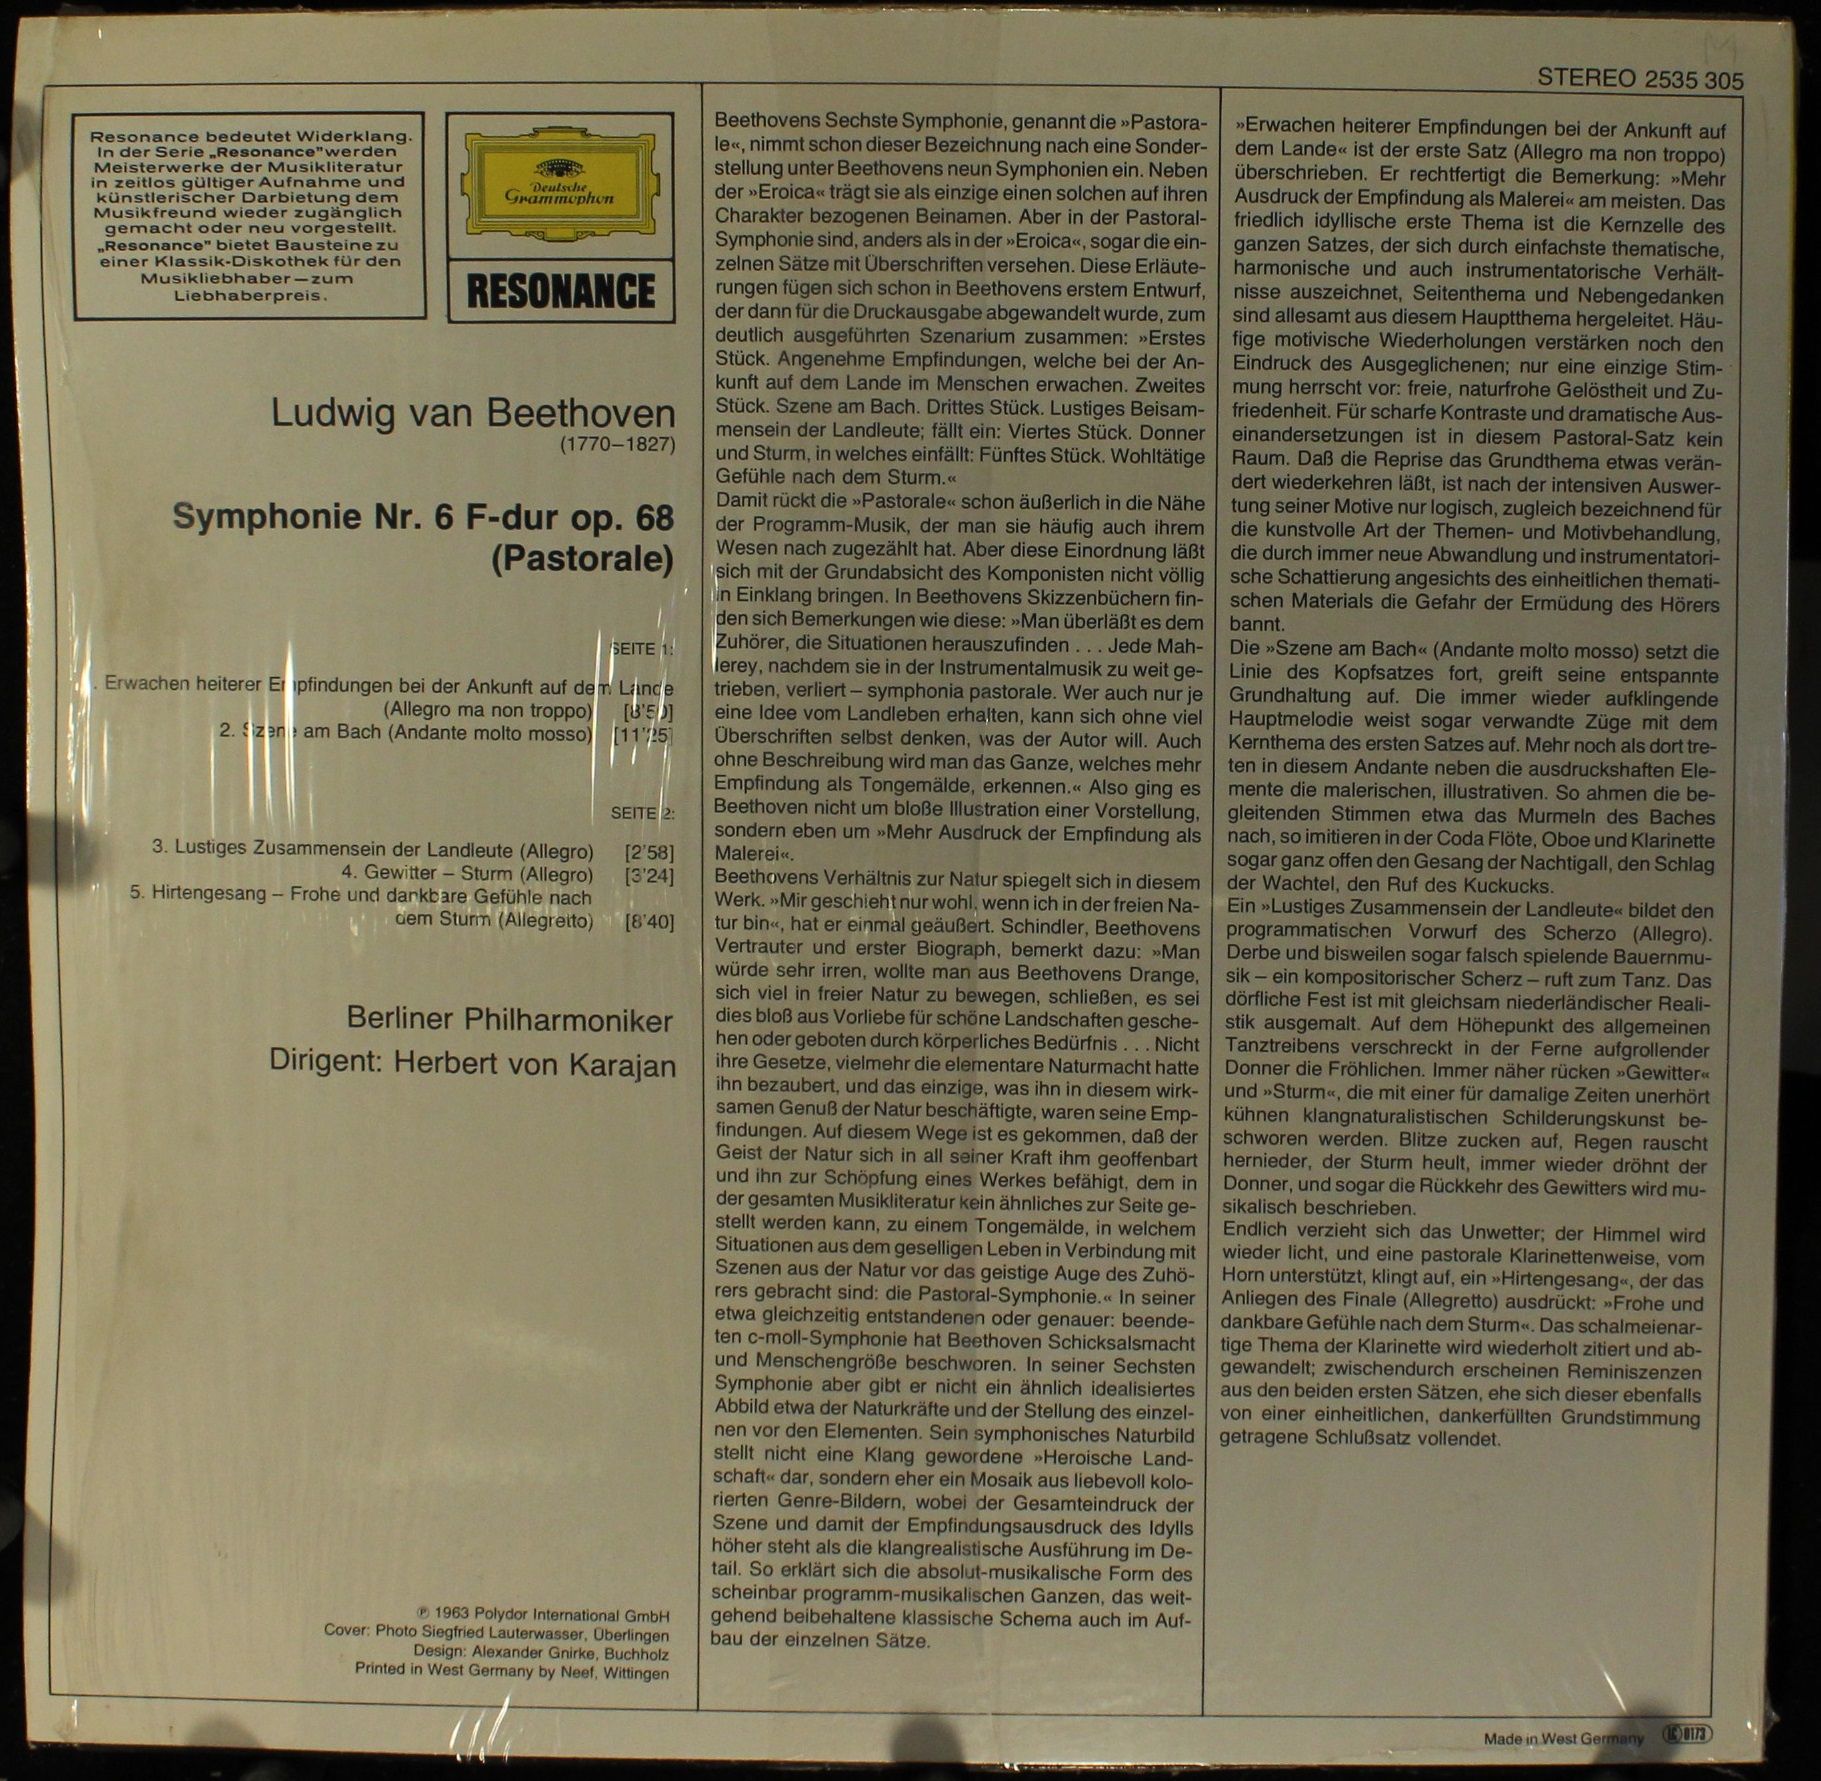 STEREO 2535 305
Resonance bedeutet Widerklang.
In der Serie „Resonance" werden
Meisterwerke der Musikliteratur
in zeitlos gültiger Aufnahme und
künstlerischer Darbietung dem
Musikfreund wieder zugänglich
gemacht oder neu vorgestellt.
„Resonance" bietet Bausteine zu
einer Klassik-Diskothek für den
Musikliebhaber—zum
Liebhaberpreis.
Deutsche
Grammophon
RESONANCE
Ludwig van Beethoven
(1770–1827)
Symphonie Nr. 6 F-dur op. 68
(Pastorale)
SEITE 1:
. Erwachen heiterer Empfindungen bei der Ankunft auf dem Lande
(Allegro ma non troppo) [8'59]
2. Szene am Bach (Andante molto mosso) [11'25]
SEITE 2:
3. Lustiges Zusammensein der Landleute (Allegro) [2'58]
4. Gewitter – Sturm (Allegro) [3'24]
5. Hirtengesang – Frohe und dankbare Gefühle nach
dem Sturm (Allegretto) [8'40]
Berliner Philharmoniker
Dirigent: Herbert von Karajan
℗ 1963 Polydor International GmbH
Cover: Photo Siegfried Lauterwasser, Überlingen
Design: Alexander Gnirke, Buchholz
Printed in West Germany by Neef, Wittingen
Beethovens Sechste Symphonie, genannt die »Pastora-
le«, nimmt schon dieser Bezeichnung nach eine Sonder-
stellung unter Beethovens neun Symphonien ein. Neben
der »Eroica« trägt sie als einzige einen solchen auf ihren
Charakter bezogenen Beinamen. Aber in der Pastoral-
Symphonie sind, anders als in der »Eroica«, sogar die ein-
zelnen Sätze mit Überschriften versehen. Diese Erläute-
rungen fügen sich schon in Beethovens erstem Entwurf,
der dann für die Druckausgabe abgewandelt wurde, zum
deutlich ausgeführten Szenarium zusammen: »Erstes
Stück. Angenehme Empfindungen, welche bei der An-
kunft auf dem Lande im Menschen erwachen. Zweites
Stück. Szene am Bach. Drittes Stück. Lustiges Beisam-
mensein der Landleute; fällt ein: Viertes Stück. Donner
und Sturm, in welches einfällt: Fünftes Stück. Wohltätige
Gefühle nach dem Sturm.«
Damit rückt die »Pastorale« schon äußerlich in die Nähe
der Programm-Musik, der man sie häufig auch ihrem
Wesen nach zugezählt hat. Aber diese Einordnung läßt
sich mit der Grundabsicht des Komponisten nicht völlig
in Einklang bringen. In Beethovens Skizzenbüchern fin-
den sich Bemerkungen wie diese: »Man überläßt es dem
Zuhörer, die Situationen herauszufinden . . . Jede Mah-
lerey, nachdem sie in der Instrumentalmusik zu weit ge-
trieben, verliert – symphonia pastorale. Wer auch nur je
eine Idee vom Landleben erhalten, kann sich ohne viel
Überschriften selbst denken, was der Autor will. Auch
ohne Beschreibung wird man das Ganze, welches mehr
Empfindung als Tongemälde, erkennen.« Also ging es
Beethoven nicht um bloße Illustration einer Vorstellung,
sondern eben um »Mehr Ausdruck der Empfindung als
Malerei«.
Beethovens Verhältnis zur Natur spiegelt sich in diesem
Werk. »Mir geschieht nur wohl, wenn ich in der freien Na-
tur bin«, hat er einmal geäußert. Schindler, Beethovens
Vertrauter und erster Biograph, bemerkt dazu: »Man
würde sehr irren, wollte man aus Beethovens Drange,
sich viel in freier Natur zu bewegen, schließen, es sei
dies bloß aus Vorliebe für schöne Landschaften gesche-
hen oder geboten durch körperliches Bedürfnis . . . Nicht
ihre Gesetze, vielmehr die elementare Naturmacht hatte
ihn bezaubert, und das einzige, was ihn in diesem wirk-
samen Genuß der Natur beschäftigte, waren seine Emp-
findungen. Auf diesem Wege ist es gekommen, daß der
Geist der Natur sich in all seiner Kraft ihm geoffenbart
und ihn zur Schöpfung eines Werkes befähigt, dem in
der gesamten Musikliteratur kein ähnliches zur Seite ge-
stellt werden kann, zu einem Tongemälde, in welchem
Situationen aus dem geselligen Leben in Verbindung mit
Szenen aus der Natur vor das geistige Auge des Zuhö-
rers gebracht sind: die Pastoral-Symphonie.« In seiner
etwa gleichzeitig entstandenen oder genauer: beende-
ten c-moll-Symphonie hat Beethoven Schicksalsmacht
und Menschengröße beschworen. In seiner Sechsten
Symphonie aber gibt er nicht ein ähnlich idealisiertes
Abbild etwa der Naturkräfte und der Stellung des einzel-
nen vor den Elementen. Sein symphonisches Naturbild
stellt nicht eine Klang gewordene »Heroische Land-
schaft« dar, sondern eher ein Mosaik aus liebevoll kolo-
rierten Genre-Bildern, wobei der Gesamteindruck der
Szene und damit der Empfindungsausdruck des Idylls
höher steht als die klangrealistische Ausführung im De-
tail. So erklärt sich die absolut-musikalische Form des
scheinbar programm-musikalischen Ganzen, das weit-
gehend beibehaltene klassische Schema auch im Auf-
bau der einzelnen Sätze.
»Erwachen heiterer Empfindungen bei der Ankunft auf
dem Lande« ist der erste Satz (Allegro ma non troppo)
überschrieben. Er rechtfertigt die Bemerkung: »Mehr
Ausdruck der Empfindung als Malerei« am meisten. Das
friedlich idyllische erste Thema ist die Kernzelle des
ganzen Satzes, der sich durch einfachste thematische,
harmonische und auch instrumentatorische Verhält-
nisse auszeichnet, Seitenthema und Nebengedanken
sind allesamt aus diesem Hauptthema hergeleitet. Häu-
fige motivische Wiederholungen verstärken noch den
Eindruck des Ausgeglichenen; nur eine einzige Stim-
mung herrscht vor: freie, naturfrohe Gelöstheit und Zu-
friedenheit. Für scharfe Kontraste und dramatische Aus-
einandersetzungen ist in diesem Pastoral-Satz kein
Raum. Daß die Reprise das Grundthema etwas verän-
dert wiederkehren läßt, ist nach der intensiven Auswer-
tung seiner Motive nur logisch, zugleich bezeichnend für
die kunstvolle Art der Themen- und Motivbehandlung,
die durch immer neue Abwandlung und instrumentatori-
sche Schattierung angesichts des einheitlichen themati-
schen Materials die Gefahr der Ermüdung des Hörers
bannt.
Die »Szene am Bach« (Andante molto mosso) setzt die
Linie des Kopfsatzes fort, greift seine entspannte
Grundhaltung auf. Die immer wieder aufklingende
Hauptmelodie weist sogar verwandte Züge mit dem
Kernthema des ersten Satzes auf. Mehr noch als dort tre-
ten in diesem Andante neben die ausdruckshaften Ele-
mente die malerischen, illustrativen. So ahmen die be-
gleitenden Stimmen etwa das Murmeln des Baches
nach, so imitieren in der Coda Flöte, Oboe und Klarinette
sogar ganz offen den Gesang der Nachtigall, den Schlag
der Wachtel, den Ruf des Kuckucks.
Ein »Lustiges Zusammensein der Landleute« bildet den
programmatischen Vorwurf des Scherzo (Allegro).
Derbe und bisweilen sogar falsch spielende Bauernmu-
sik – ein kompositorischer Scherz – ruft zum Tanz. Das
dörfliche Fest ist mit gleichsam niederländischer Reali-
stik ausgemalt. Auf dem Höhepunkt des allgemeinen
Tanztreibens verschreckt in der Ferne aufgrollender
Donner die Fröhlichen. Immer näher rücken »Gewitter«
und »Sturm«, die mit einer für damalige Zeiten unerhört
kühnen klangnaturalistischen Schilderungskunst be-
schworen werden. Blitze zucken auf, Regen rauscht
hernieder, der Sturm heult, immer wieder dröhnt der
Donner, und sogar die Rückkehr des Gewitters wird mu-
sikalisch beschrieben.
Endlich verzieht sich das Unwetter; der Himmel wird
wieder licht, und eine pastorale Klarinettenweise, vom
Horn unterstützt, klingt auf, ein »Hirtengesang«, der das
Anliegen des Finale (Allegretto) ausdrückt: »Frohe und
dankbare Gefühle nach dem Sturm«. Das schalmeienar-
tige Thema der Klarinette wird wiederholt zitiert und ab-
gewandelt; zwischendurch erscheinen Reminiszenzen
aus den beiden ersten Sätzen, ehe sich dieser ebenfalls
von einer einheitlichen, dankerfüllten Grundstimmung
getragene Schlußsatz vollendet.
Made in West Germany LC 0173